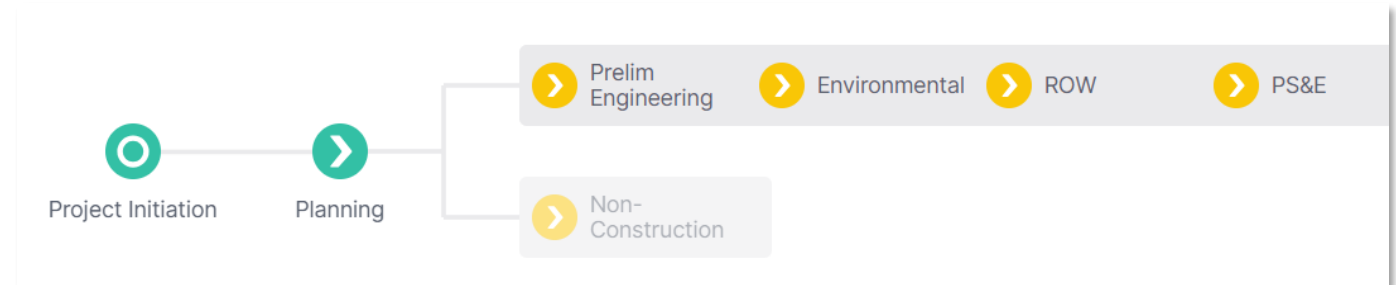 Project Initiation
Planning
Prelim
Engineering
Environmental
ROW
PS&E
Non-
Construction